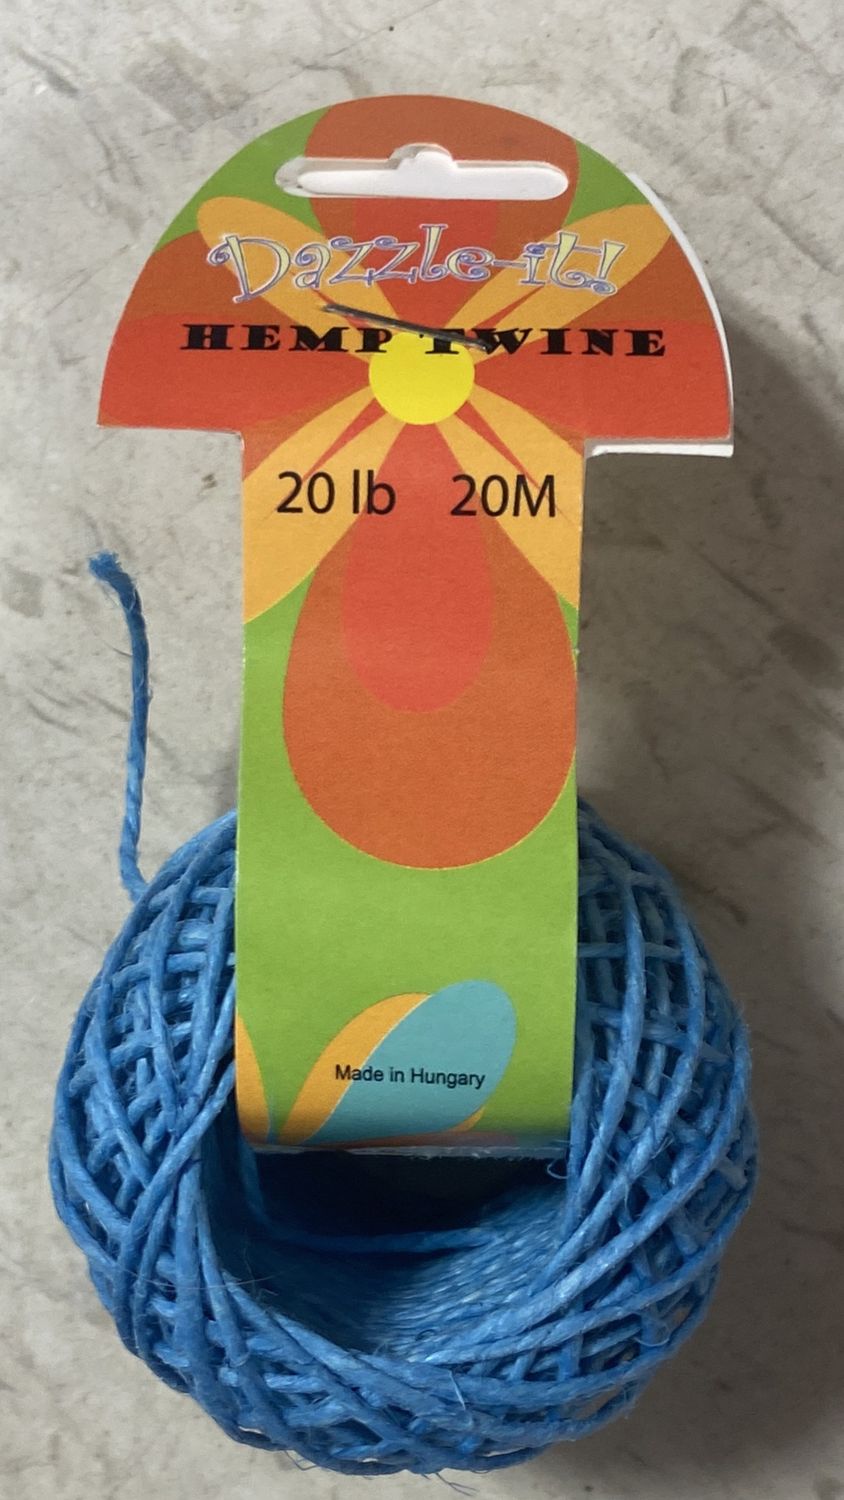 Dazzle-it!
HEMP TWINE
20 lb 20M
Made in Hungary